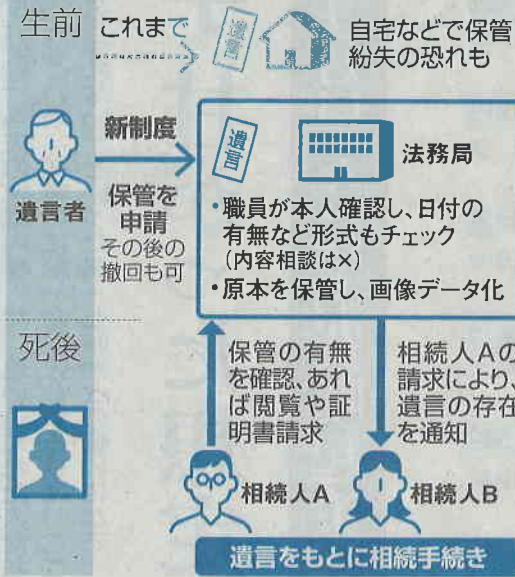 生前
これまで
遺言
自宅などで保管
紛失の恐れも
遺言者
新制度
保管を
申請
その後の
撤回も可
遺言
法務局
・職員が本人確認し、日付の
有無など形式もチェック
(内容相談は×)
・原本を保管し、画像データ化
死後
保管の有無
を確認、あれ
ば閲覧や証
明書請求
相続人Aの
請求により、
遺言の存在
を通知
相続人A
相続人B
遺言をもとに相続手続き